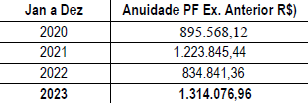 Jan a Dez Anuidade PF Ex. Anterior R$)
2020 895.568,12
2021 1.223.845,44
2022 834.841,36
2023 1.314.076,96